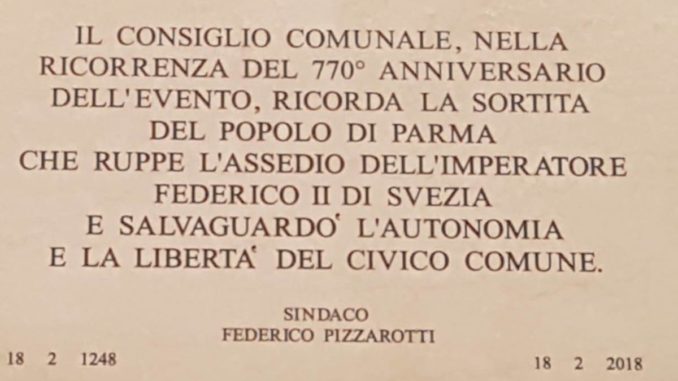 IL CONSIGLIO COMUNALE, NELLA
RICORRENZA DEL 770° ANNIVERSARIO
DELL'EVENTO, RICORDA LA SORTITA
DEL POPOLO DI PARMA
CHE RUPPE L'ASSEDIO DELL'IMPERATORE
FEDERICO II DI SVEZIA
E SALVAGUARDO' L'AUTONOMIA
E LA LIBERTA' DEL CIVICO COMUNE.
SINDACO
FEDERICO PIZZAROTTI
18 2 1248
18 2 2018